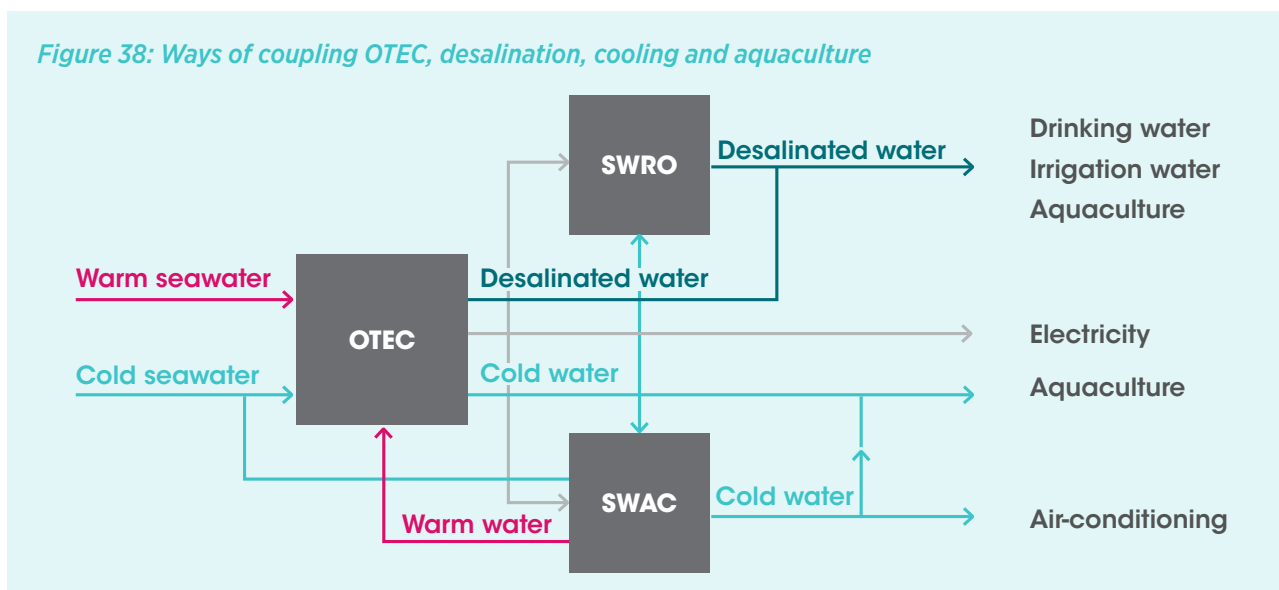 Figure 38: Ways of coupling OTEC, desalination, cooling and aquaculture
SWRO
Desalinated water
Drinking water
Irrigation water
Aquaculture
Warm seawater
Desalinated water
OTEC
Electricity
Cold seawater
Cold water
Aquaculture
SWAC
Cold water
Warm water
Air-conditioning